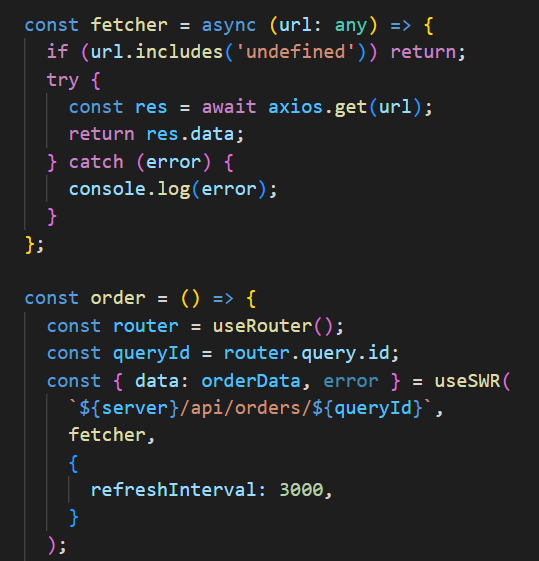 const fetcher = async (url: any) => {
  if (url.includes('undefined')) return;
  try {
    const res = await axios.get(url);
    return res.data;
  } catch (error) {
    console.log(error);
  }
};

const order = () => {
  const router = useRouter();
  const queryId = router.query.id;
  const { data: orderData, error } = useSWR(
    `${server}/api/orders/${queryId}`,
    fetcher,
    {
      refreshInterval: 3000,
    }
  );